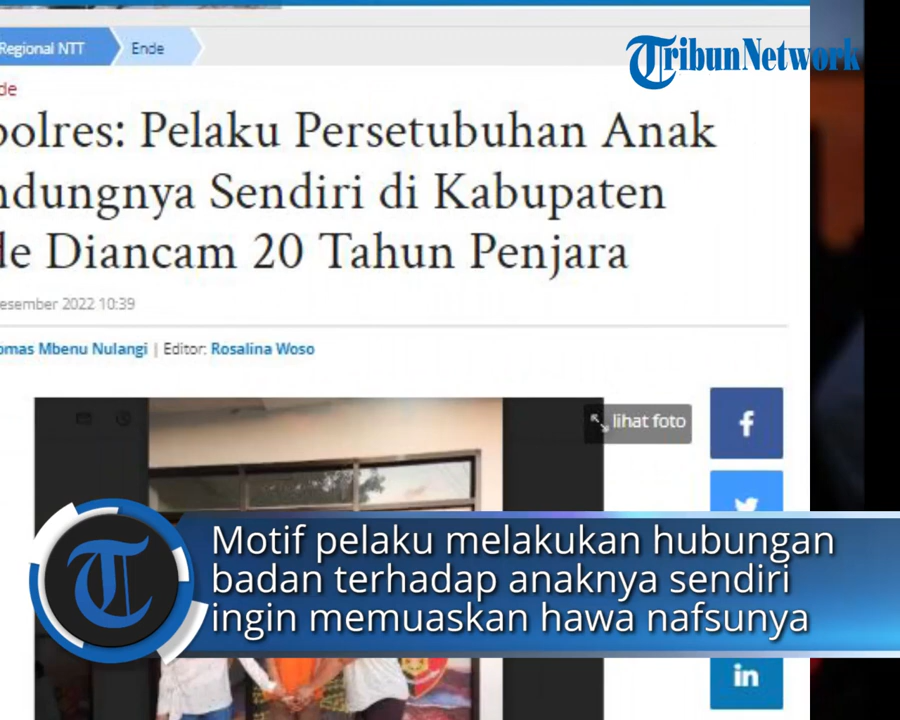 Regional NTT
Ende
TribunNetwork
de
polres: Pelaku Persetubuhan Anak
ndungnya Sendiri di Kabupaten
de Diancam 20 Tahun Penjara
esember 2022 10:39
omas Mbenu Nulangi | Editor: Rosalina Woso
lihat foto
f
Motif pelaku melakukan hubungan
badan terhadap anaknya sendiri
ingin memuaskan hawa nafsunya
T
in